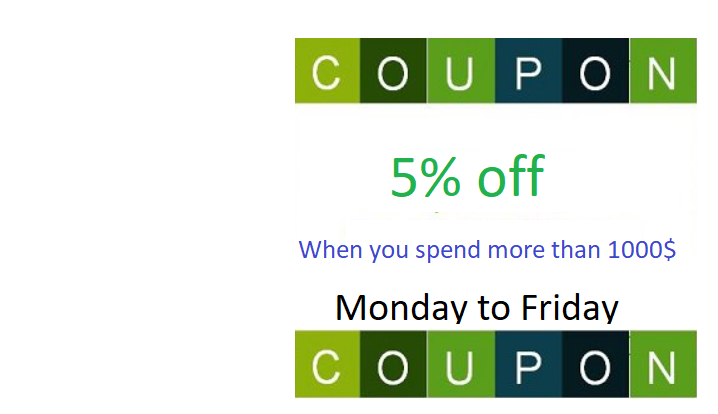 COUPON
5% off
When you spend more than 1000$
Monday to Friday
COUPON